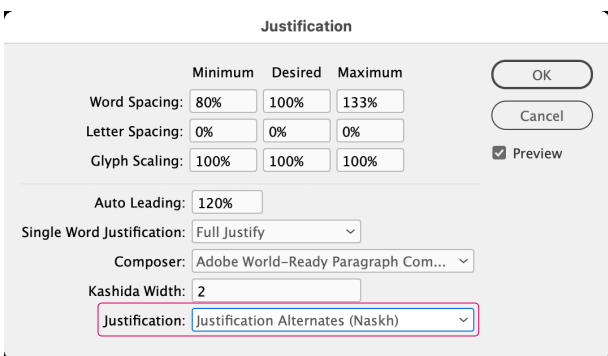 Justification
Minimum Desired Maximum
Word Spacing: 80% 100% 133%
Letter Spacing: 0% 0% 0%
Glyph Scaling: 100% 100% 100%
Auto Leading: 120%
Single Word Justification: Full Justify
Composer: Adobe World-Ready Paragraph Com...
Kashida Width: 2
Justification: Justification Alternates (Naskh)
OK
Cancel
Preview